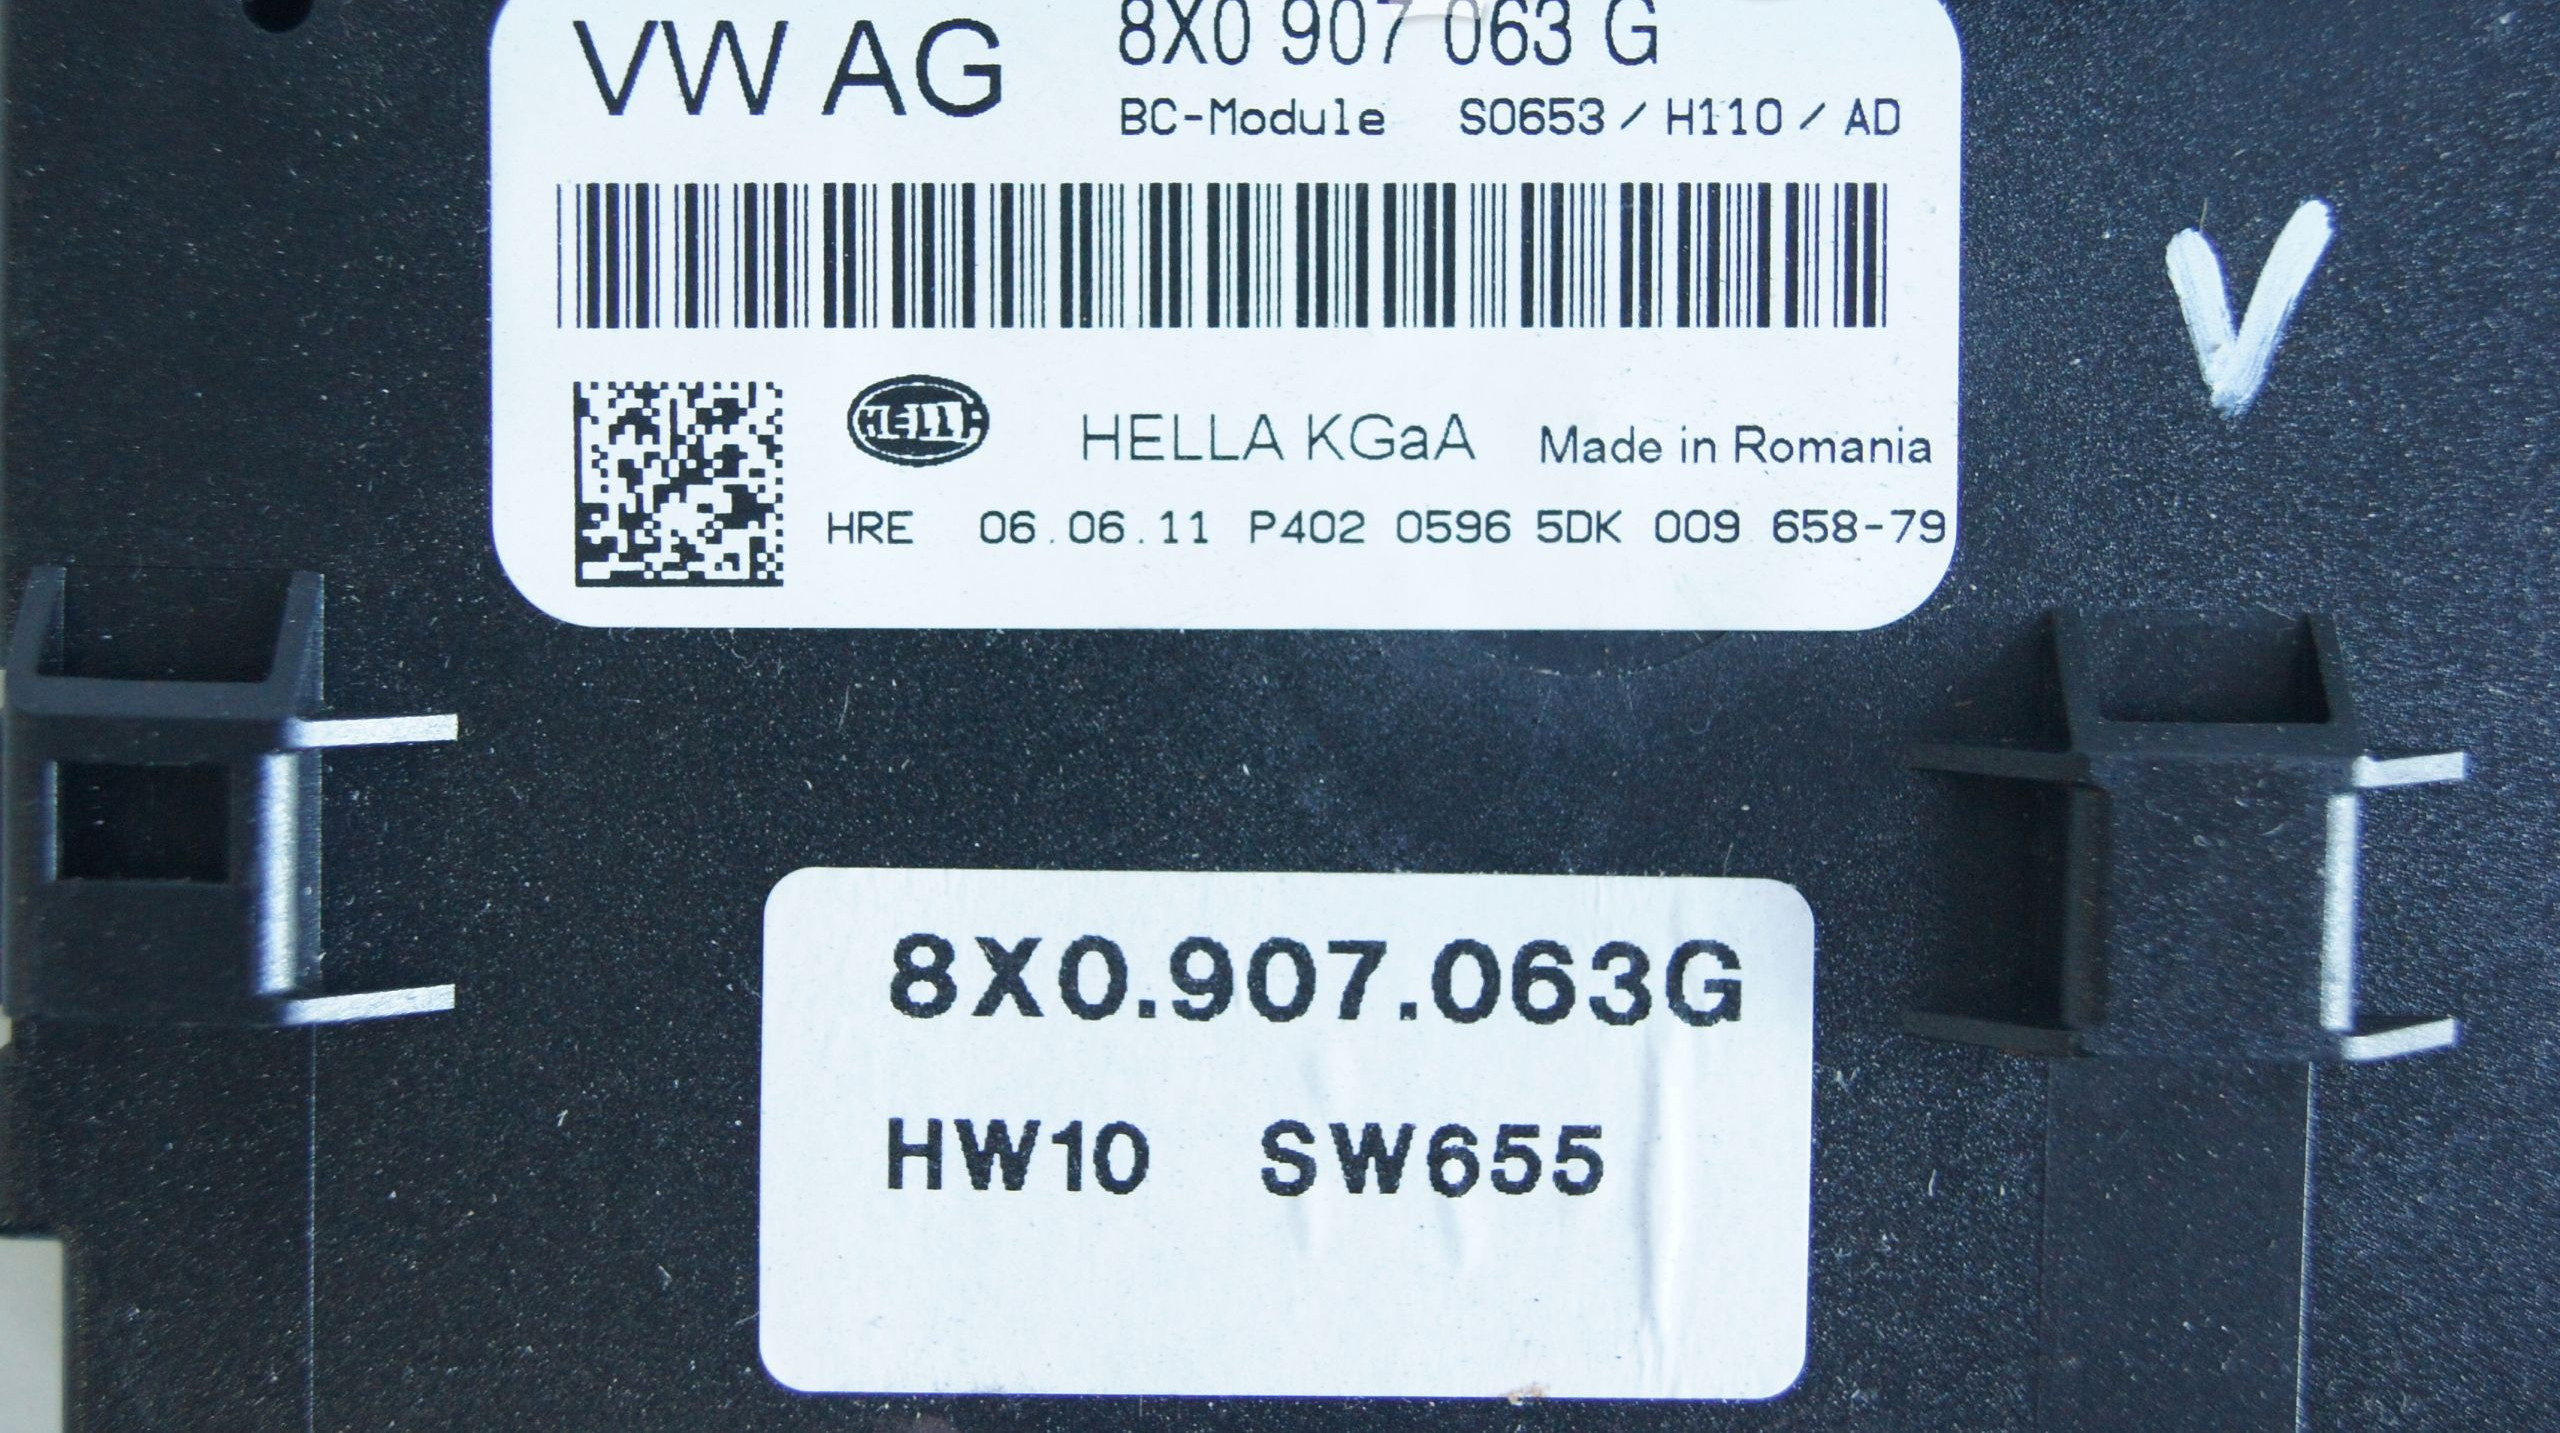 VW AG
8X0 907 063 G
BC-Module S0653 / H110 / AD
HELLA
HELLA KGaA Made in Romania
HRE 06.06.11 P402 0596 5DK 009 658-79
V
8X0.907.063G
HW10 SW655